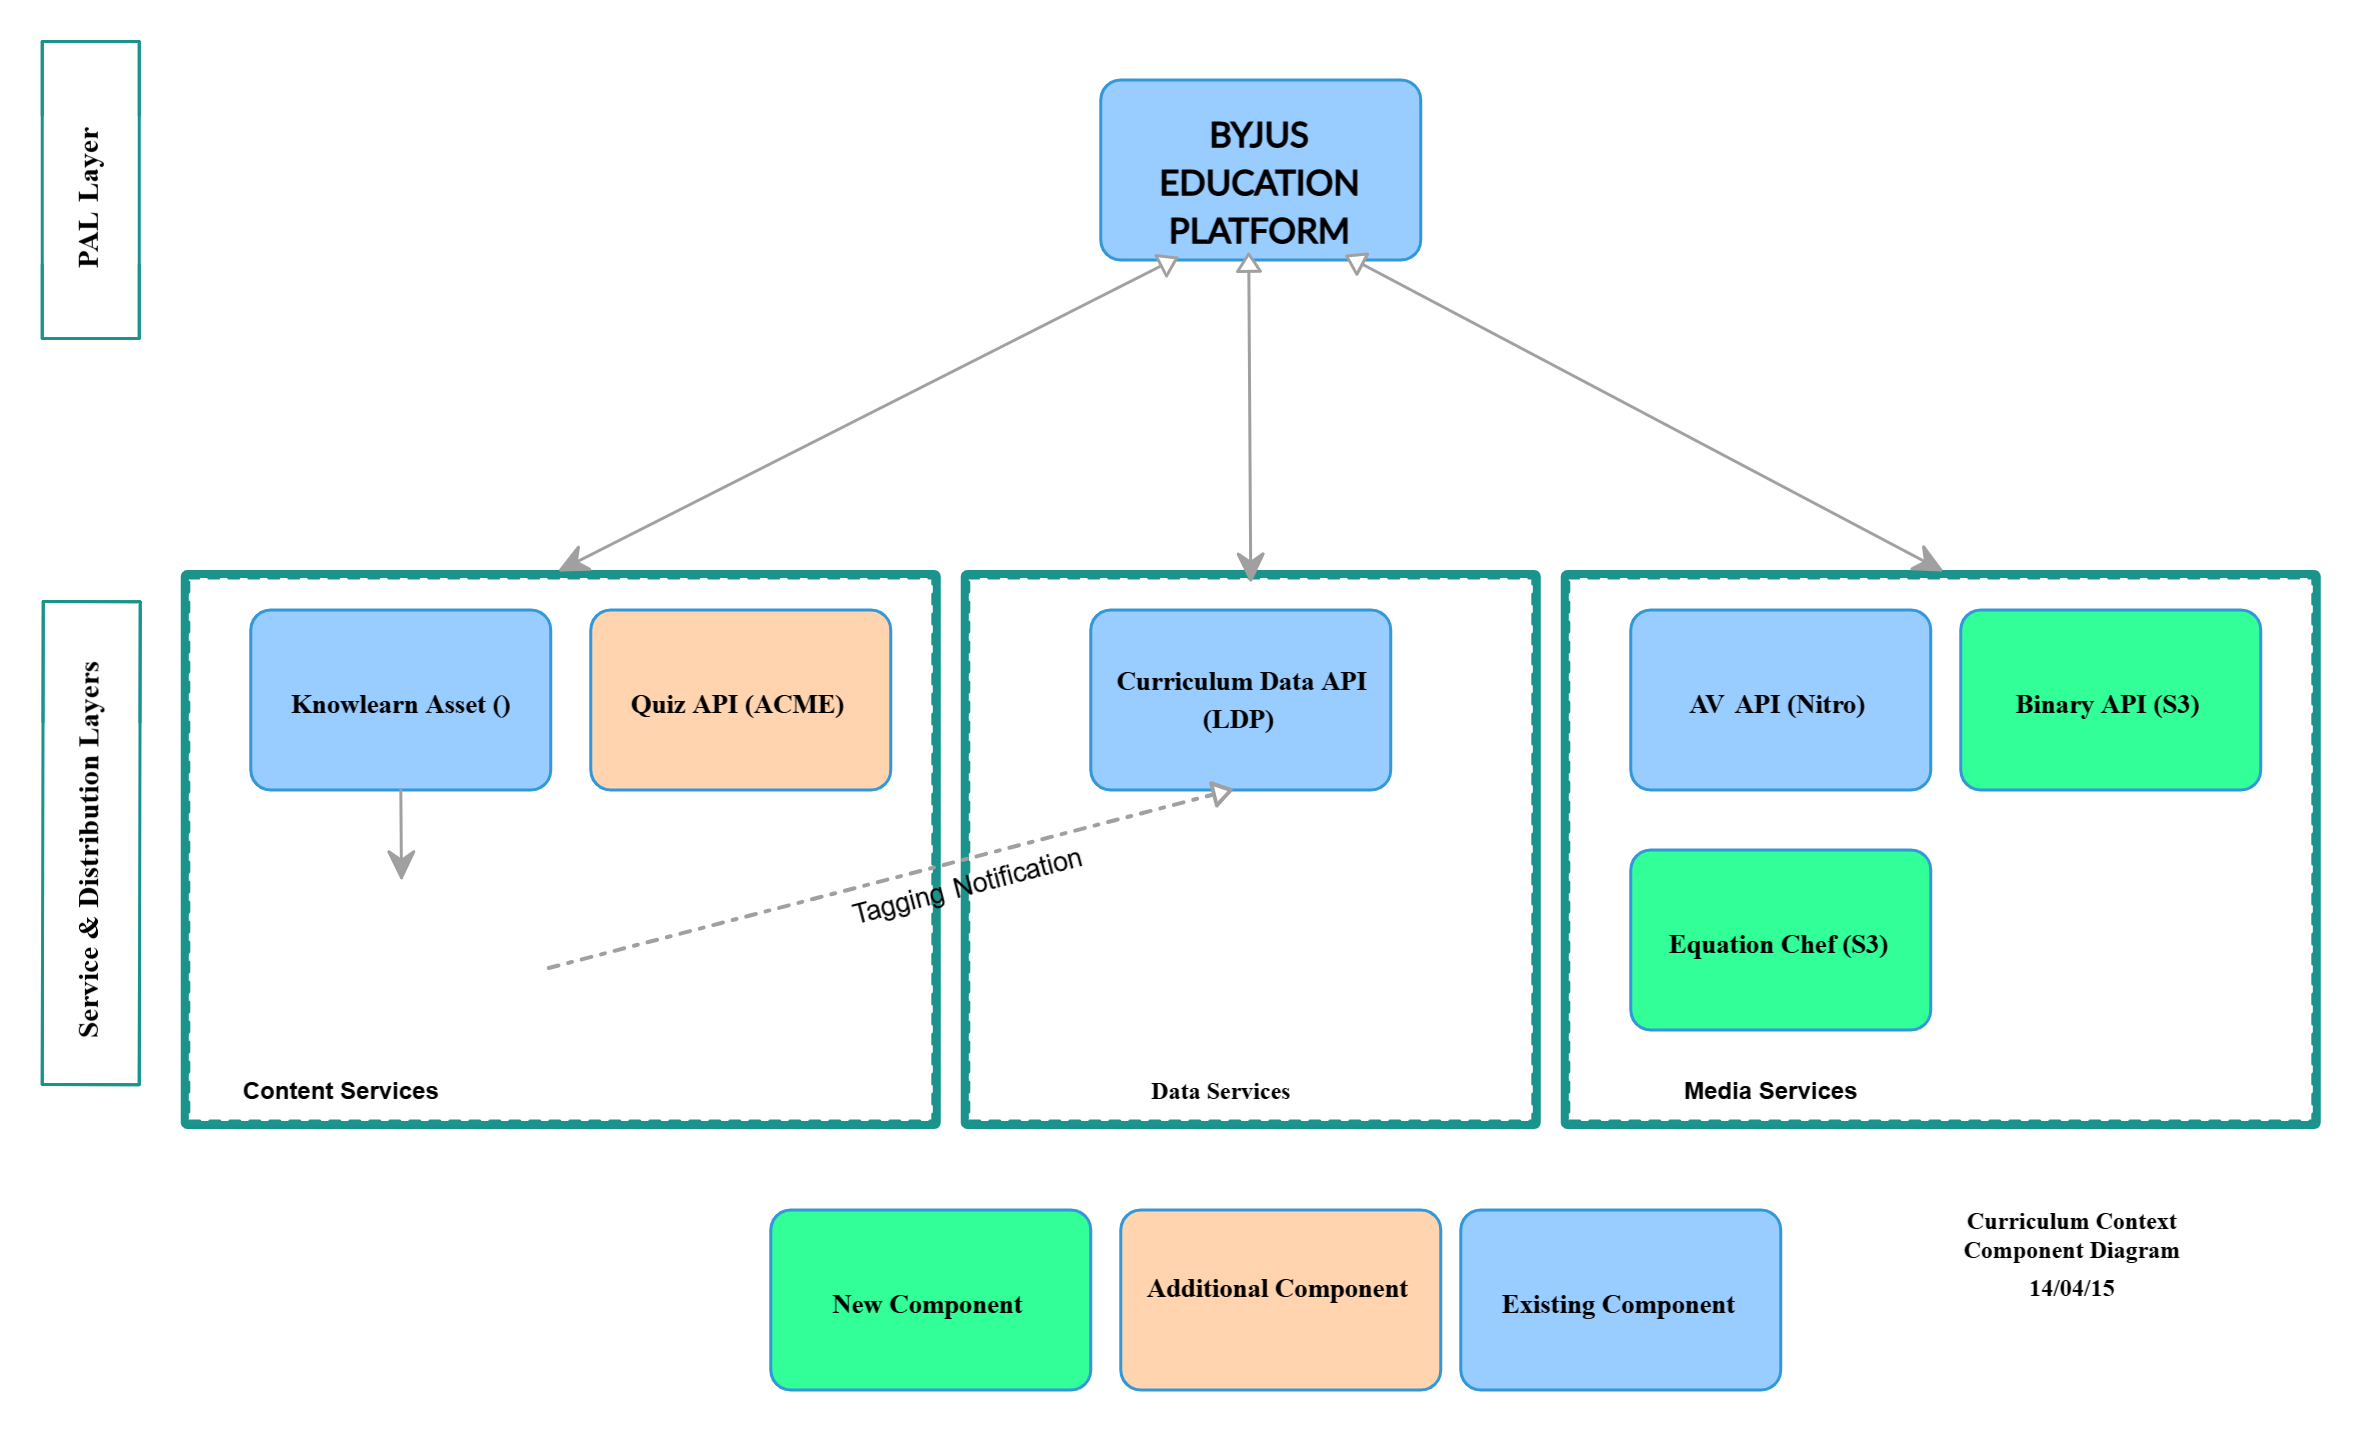 PAL Layer
BYJUS
EDUCATION
PLATFORM
Service & Distribution Layers
Knowlearn Asset ()
Quiz API (ACME)
Curriculum Data API
(LDP)
AV  API (Nitro)
Binary API (S3)
Tagging Notification
Equation Chef (S3)
Content Services
Data Services
Media Services
New Component
Additional Component
Existing Component
Curriculum Context
Component Diagram
14/04/15